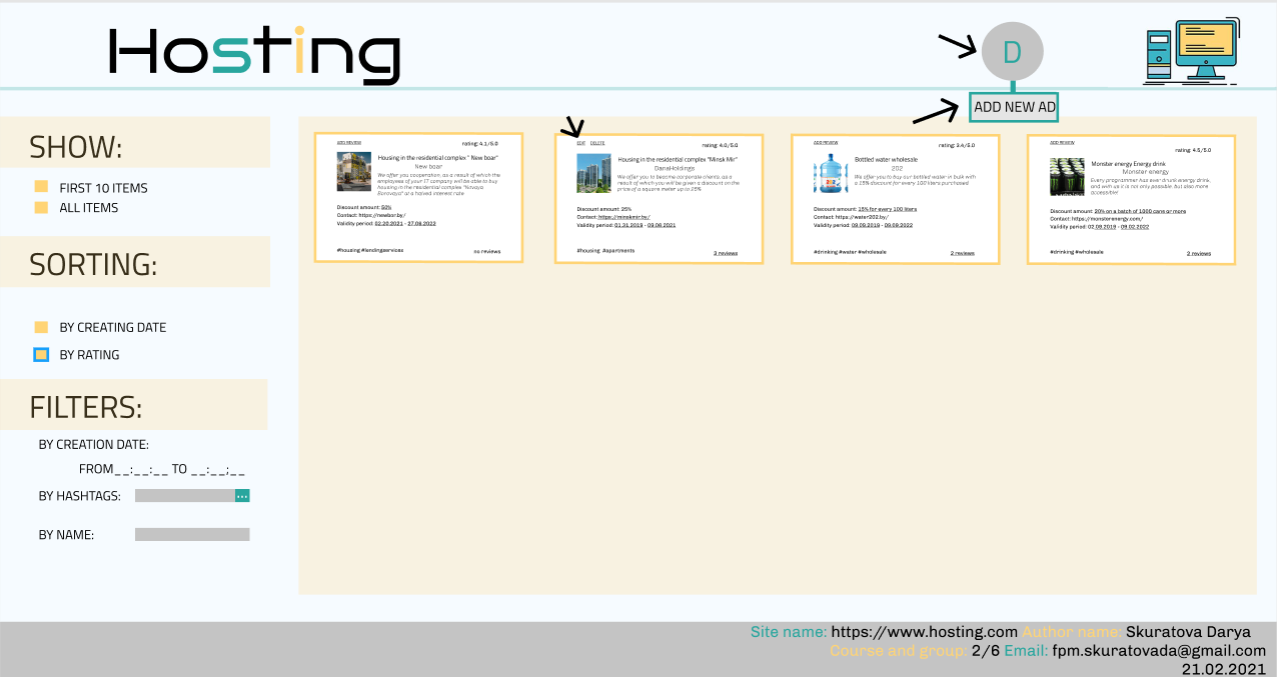 Hosting
D
ADD NEW AD
SHOW:
FIRST 10 ITEMS
ALL ITEMS
SORTING:
BY CREATING DATE
BY RATING
FILTERS:
BY CREATION DATE:
FROM__:__:__ TO __:__:__
BY HASHTAGS:
...
BY NAME:
ADD REVIEW
rating: 4.1/5.0
Housing in the residential complex " New boar"
New boar
We offer you cooperation, as a result of which the
employees of your IT company will be able to buy
housing in the residential complex "Novaya
Borovaya" at a halved interest rate.
Discount amount: 50%
Contact: https://newbor.by/
Validity period: 02.20.2021 - 27.06.2022
#housing #landingservices
no reviews
EDIT DELETE
rating: 4.0/5.0
Housing in the residential complex "Minsk Mir"
DanaHoldings
We offer you to become corporate clients, as a
result of which you will be given a discount on the
price of a square meter up to 25%.
Discount amount: 25%
Contact: https://minskmir.by/
Validity period: 01.31.2019 - 09.06.2021
#housing #apartments
3 reviews
ADD REVIEW
rating: 3.4/5.0
Bottled water wholesale
202
We offer you to buy our bottled water in bulk with
a 15% discount for every 100 liters purchased
Discount amount: 15% for every 100 liters
Contact: https://water202.by/
Validity period: 09.09.2019 - 09.09.2022
#drinking #water #wholesale
2 reviews
ADD REVIEW
rating: 4.5/5.0
Monster energy Energy drink
Monster energy
Every programmer has ever drunk energy drink,
and with us it is not only possible, but also more
accessible!
Discount amount: 20% on a batch of 1000 cans or more
Contact: https://monsterenergy.com/
Validity period: 02.09.2019 - 09.02.2022
#drinking #wholesale
2 reviews
Site name: https://www.hosting.com Author name: Skuratova Darya
Course and group: 2/6 Email: fpm.skuratovada@gmail.com
21.02.2021